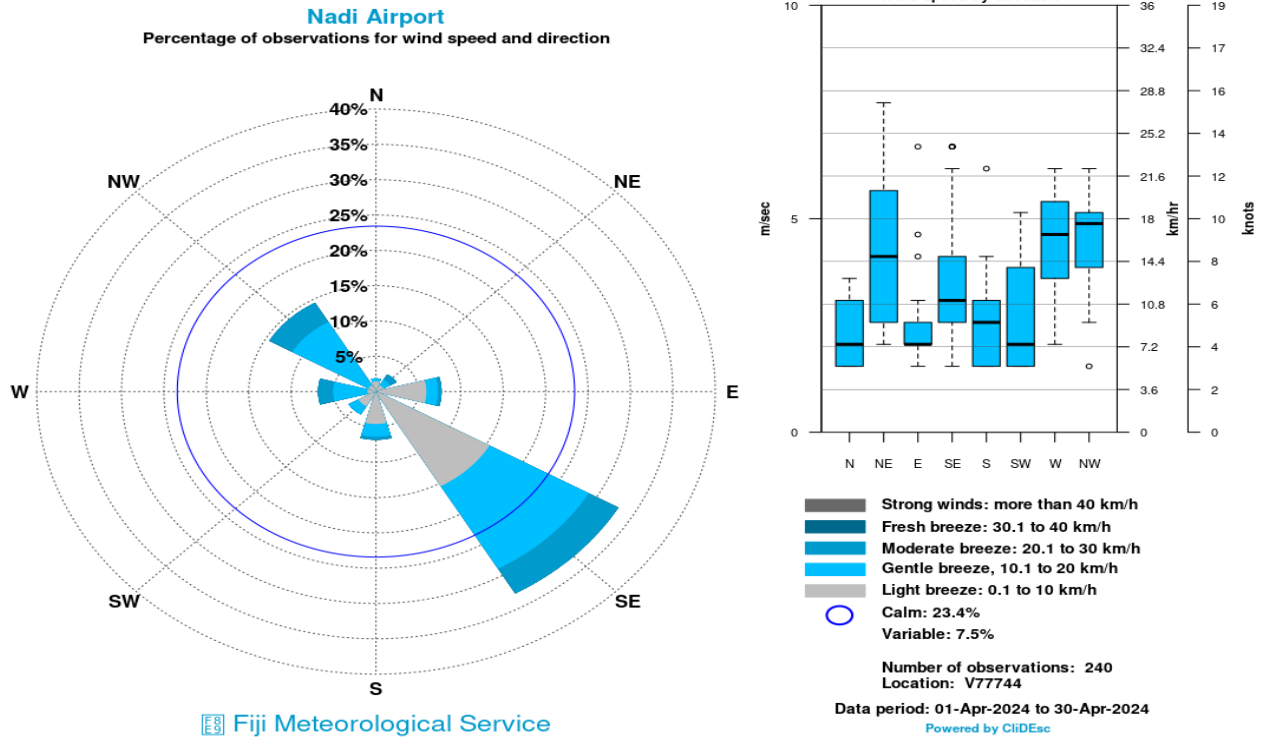 Nadi Airport
Percentage of observations for wind speed and direction
N
40%
35%
30%
25%
20%
15%
10%
5%
NW
NE
W
E
SW
SE
S
Fiji Meteorological Service
10
5
0
m/sec
36
32.4
28.8
25.2
21.6
18
14.4
10.8
7.2
3.6
0
km/hr
19
17
16
14
12
10
8
6
4
2
0
knots
N NE E SE S SW W NW
Strong winds: more than 40 km/h
Fresh breeze: 30.1 to 40 km/h
Moderate breeze: 20.1 to 30 km/h
Gentle breeze, 10.1 to 20 km/h
Light breeze: 0.1 to 10 km/h
Calm: 23.4%
Variable: 7.5%
Number of observations: 240
Location: V77744
Data period: 01-Apr-2024 to 30-Apr-2024
Powered by CliDEsc